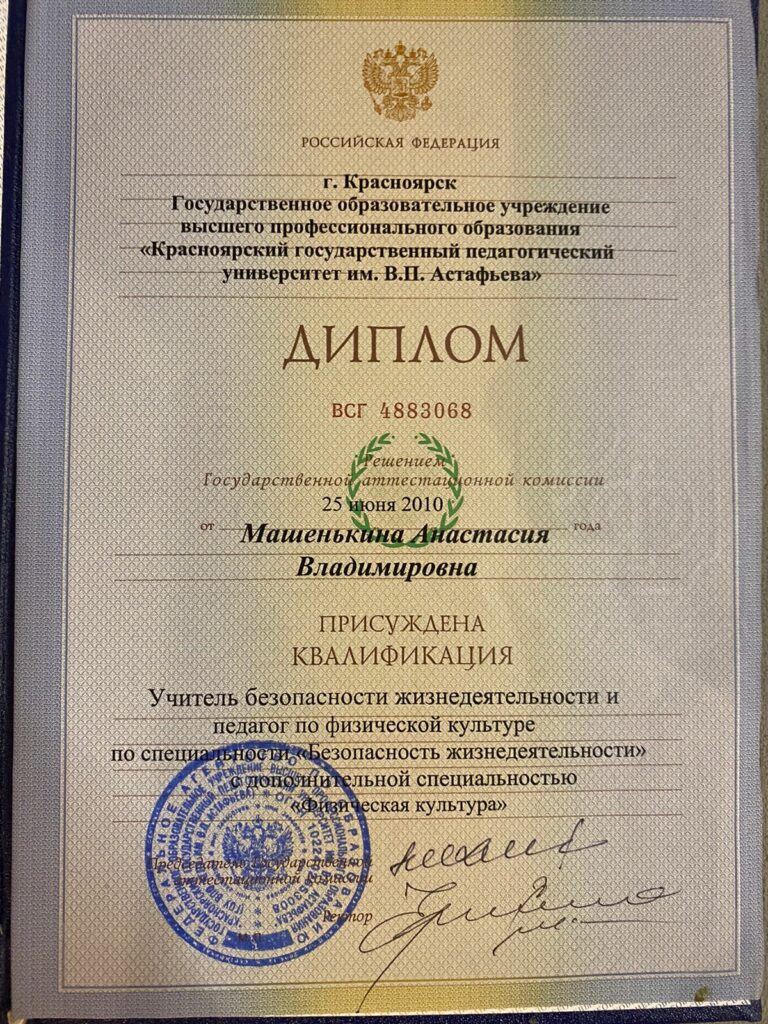 РОССИЙСКАЯ ФЕДЕРАЦИЯ
г. Красноярск
Государственное образовательное учреждение
высшего профессионального образования
«Красноярский государственный педагогический
университет им. В.П. Астафьева»
ДИПЛОМ
ВСГ 4883068
Решением
Государственной аттестационной комиссии
25 июня 2010
от года
Машенькина Анастасия
Владимировна
ПРИСУЖДЕНА
КВАЛИФИКАЦИЯ
Учитель безопасности жизнедеятельности и
педагог по физической культуре
по специальности «Безопасность жизнедеятельности»
с дополнительной специальностью
«Физическая культура»
Председатель Государственной
аттестационной комиссии
Ректор